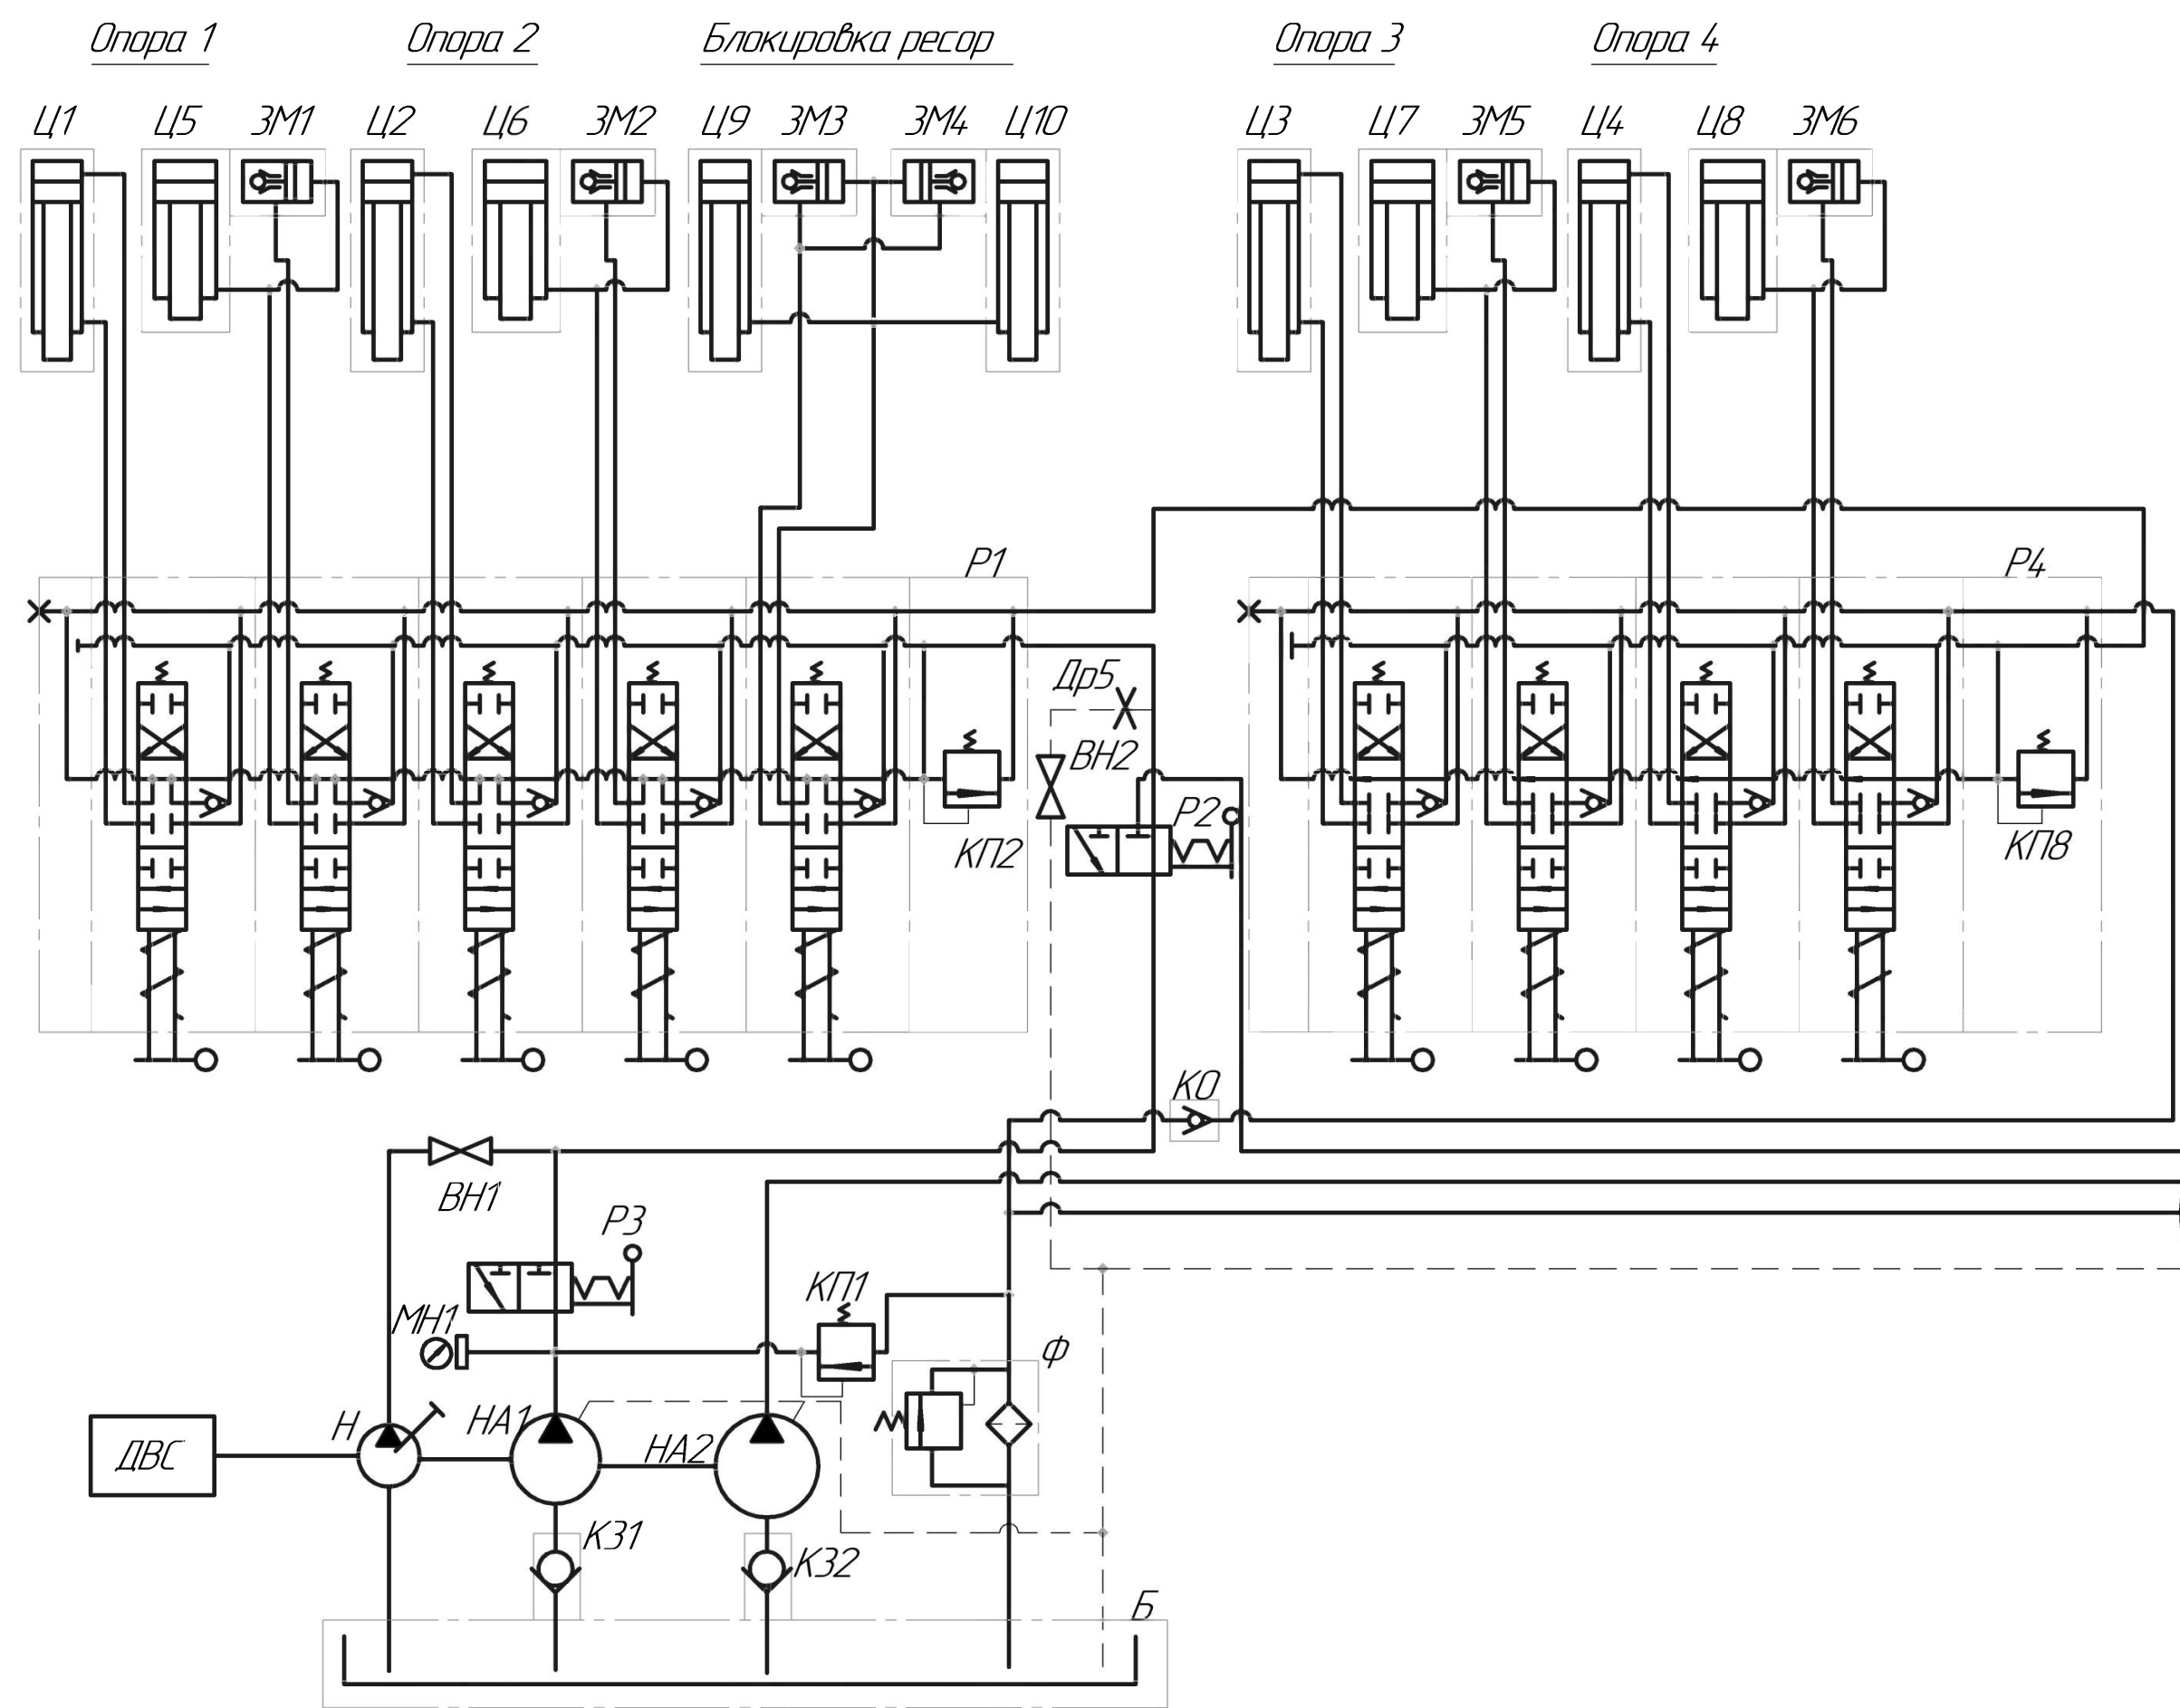 Опора 1 Опора 2 Блокировка ресор Опора 3 Опора 4
Ц1 Ц5 ЗМ1 Ц2 Ц6 ЗМ2 Ц9 ЗМ3 ЗМ4 Ц10 Ц3 Ц7 ЗМ5 Ц4 Ц8 ЗМ6
Р1 Р4
Др5
ВН2
Р2
КП2 КП8
КО
ВН1
Р3
КП1
МН1
Ф
Н НА1 НА2
ДВС
КЗ1
КЗ2
Б